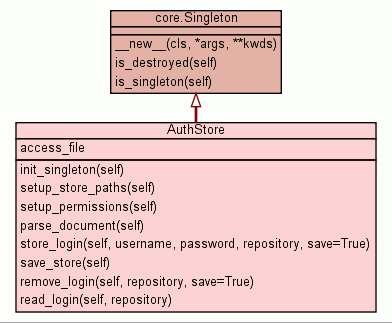 core.Singleton
__new__(cls, *args, **kwds)
is_destroyed(self)
is_singleton(self)
AuthStore
access_file
init_singleton(self)
setup_store_paths(self)
setup_permissions(self)
parse_document(self)
store_login(self, username, password, repository, save=True)
save_store(self)
remove_login(self, repository, save=True)
read_login(self, repository)